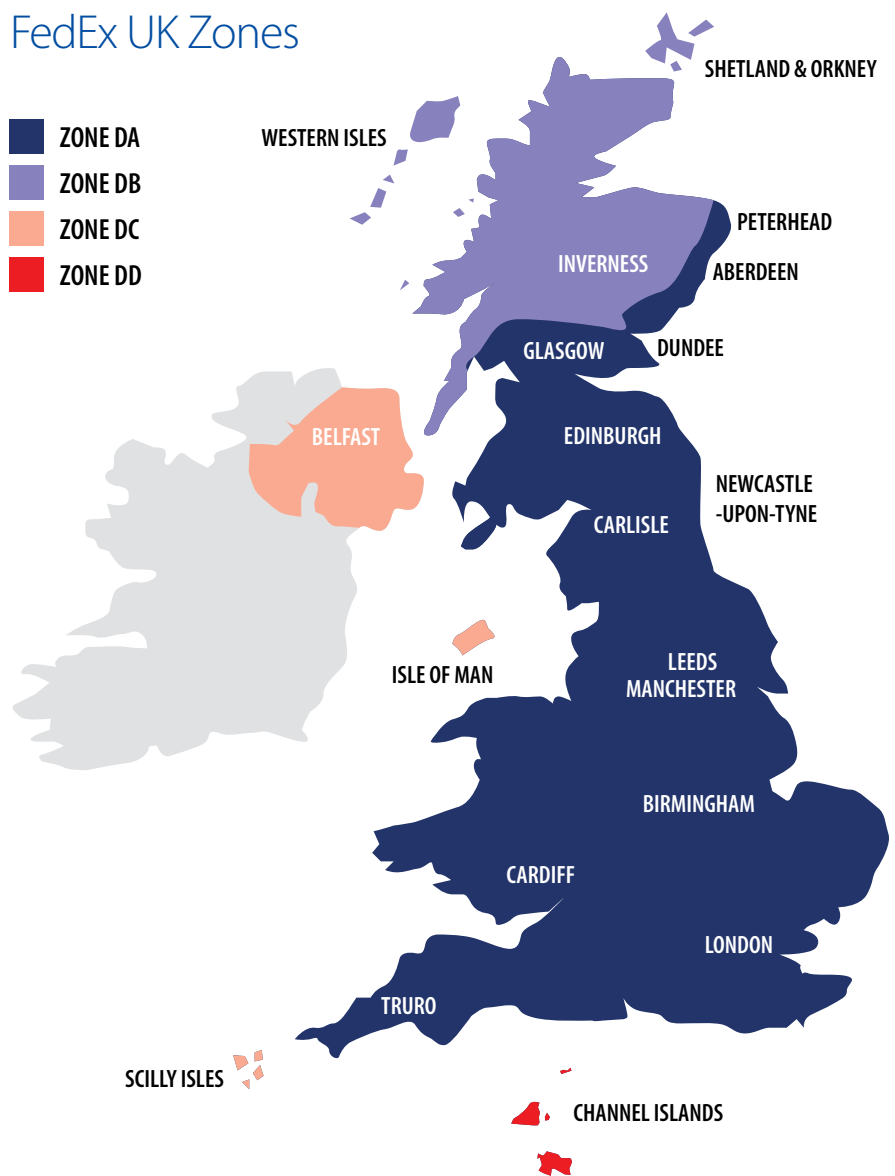 FedEx UK Zones
ZONE DA
ZONE DB
ZONE DC
ZONE DD
SHETLAND & ORKNEY
WESTERN ISLES
PETERHEAD
INVERNESS
ABERDEEN
GLASGOW
DUNDEE
BELFAST
EDINBURGH
NEWCASTLE
-UPON-TYNE
CARLISLE
ISLE OF MAN
LEEDS
MANCHESTER
BIRMINGHAM
CARDIFF
LONDON
TRURO
SCILLY ISLES
CHANNEL ISLANDS